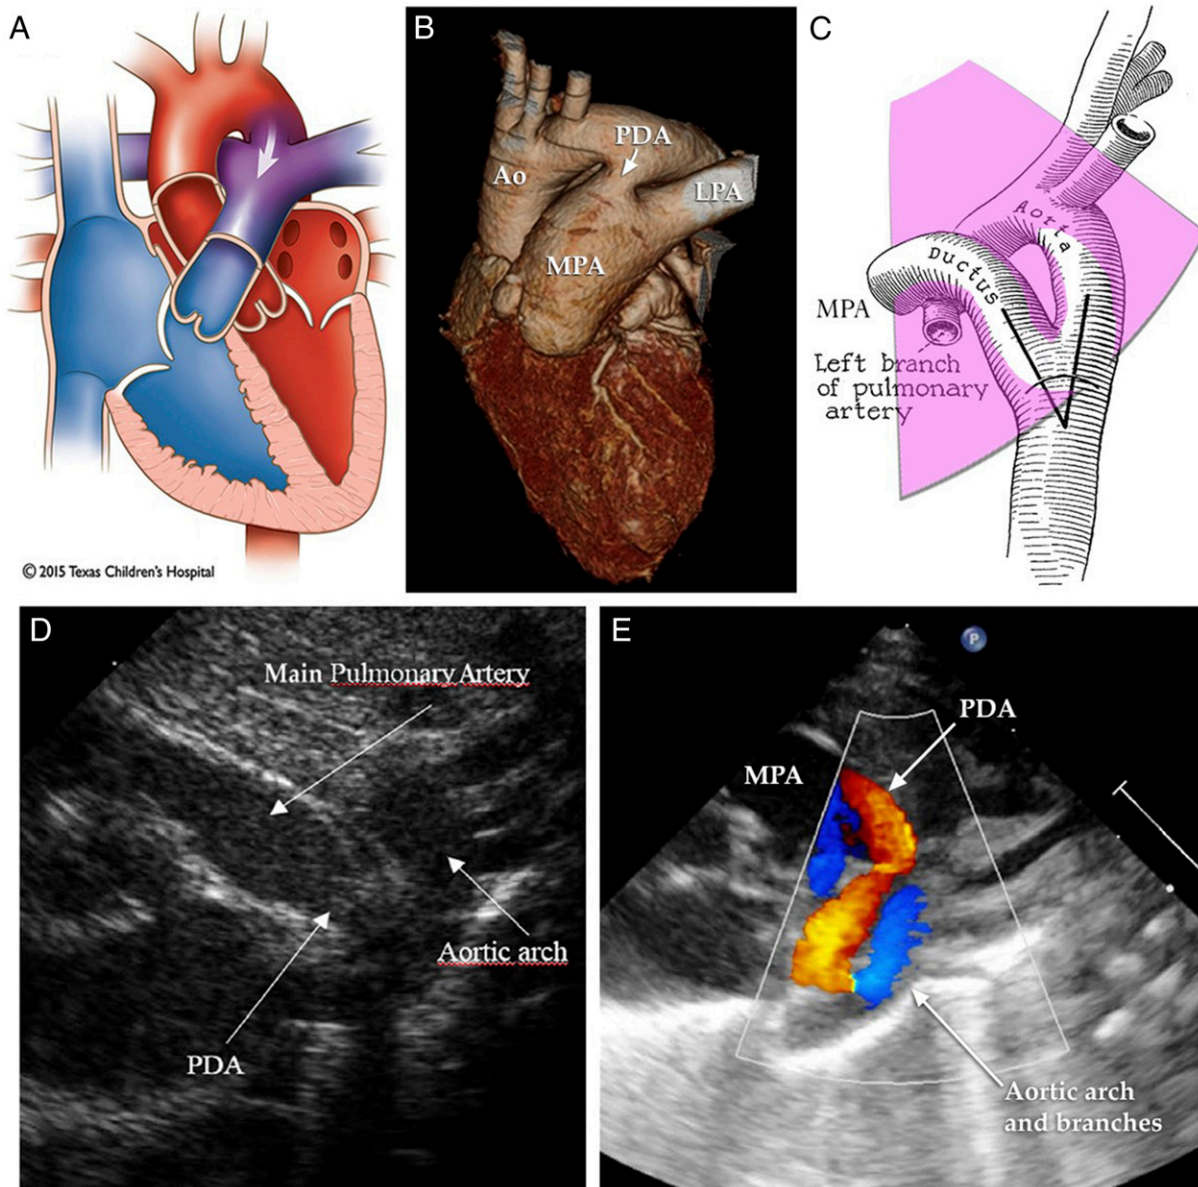 A
© 2015 Texas Children's Hospital
B
PDA
Ao
LPA
MPA
C
Aorta
Ductus
MPA
Left branch
of pulmonary
artery
D
Main Pulmonary Artery
Aortic arch
PDA
E
P
PDA
MPA
Aortic arch
and branches